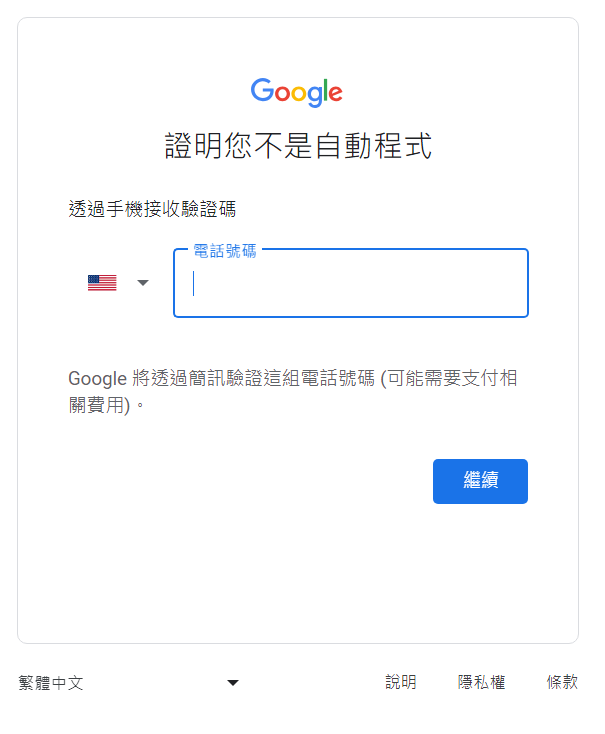 Google
證明您不是自動程式
透過手機接收驗證碼
電話號碼
Google 將透過簡訊驗證這組電話號碼 (可能需要支付相
關費用)。
繼續
繁體中文 說明 隱私權 條款